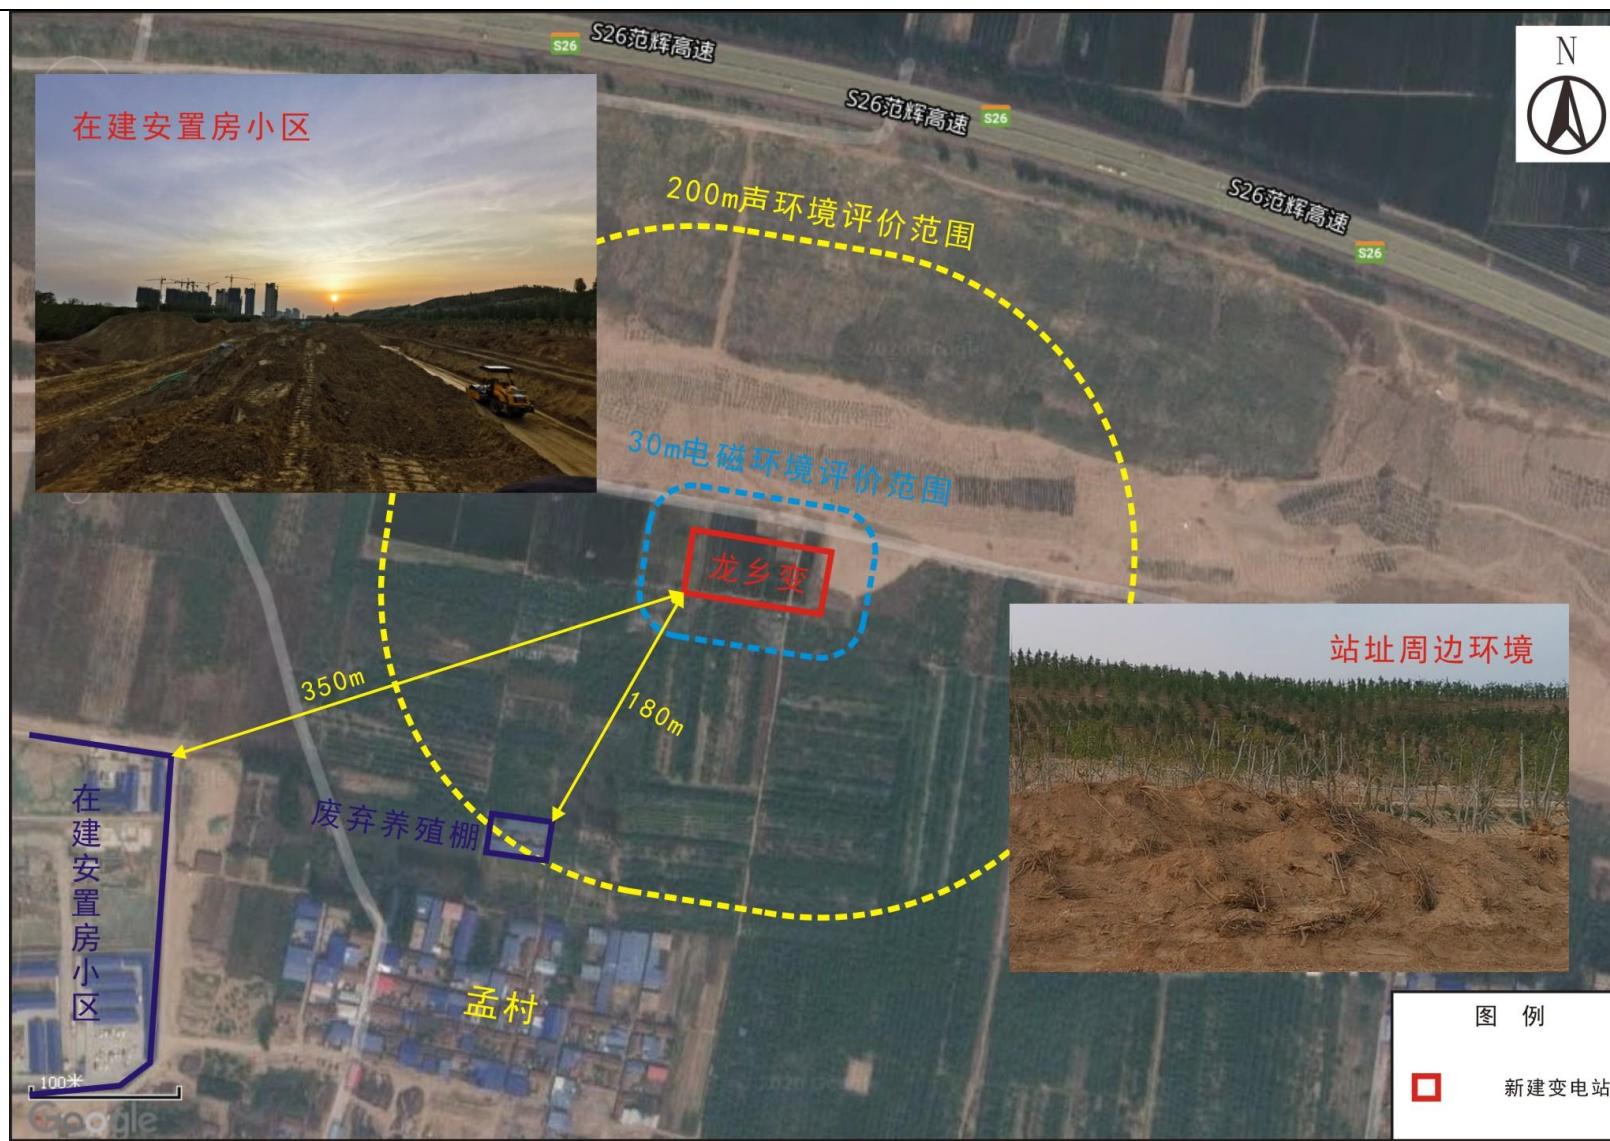 S26
S26范辉高速
S26范辉高速
S26
S26范辉高速
S26
N
在建安置房小区
200m声环境评价范围
30m电磁环境评价范围
龙乡变
站址周边环境
350m
180m
废弃养殖棚
在建安置房小区
孟村
图 例
新建变电站
100米
Google